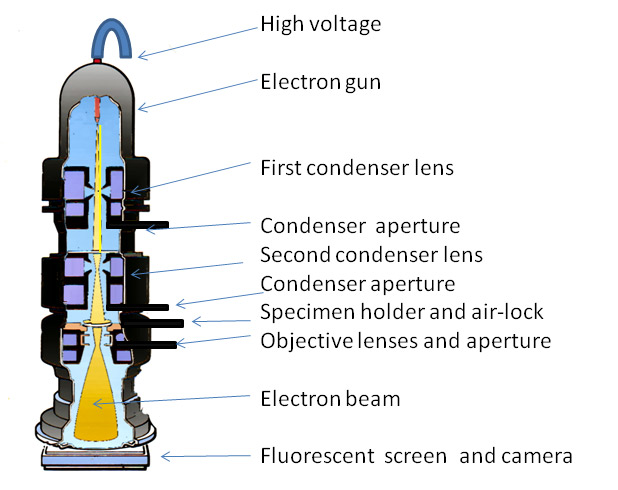 High voltage
Electron gun
First condenser lens
Condenser aperture
Second condenser lens
Condenser aperture
Specimen holder and air-lock
Objective lenses and aperture
Electron beam
Fluorescent screen and camera